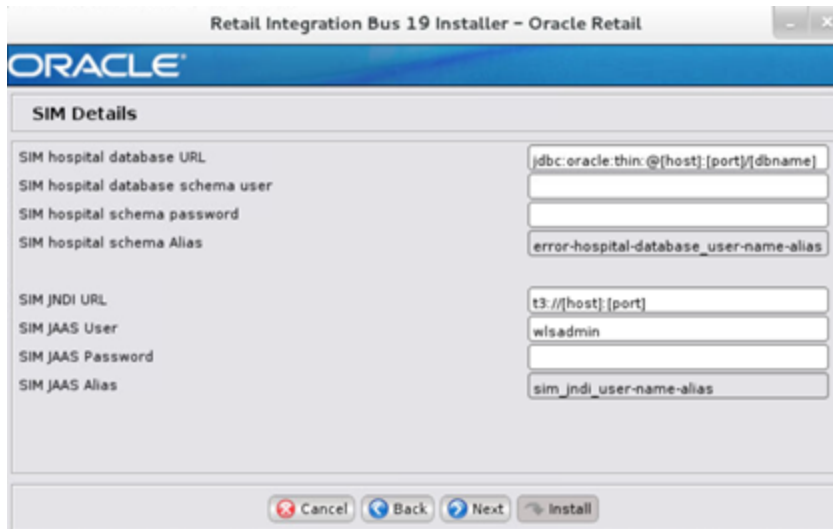 Retail Integration Bus 19 Installer – Oracle Retail
ORACLE
SIM Details
SIM hospital database URL jdbc:oracle:thin:@[host]:[port]/[dbname]
SIM hospital database schema user
SIM hospital schema password
SIM hospital schema Alias error-hospital-database_user-name-alias
SIM JNDI URL t3://[host]:[port]
SIM JAAS User wlsadmin
SIM JAAS Password
SIM JAAS Alias sim_jndi_user-name-alias
Cancel Back Next Install